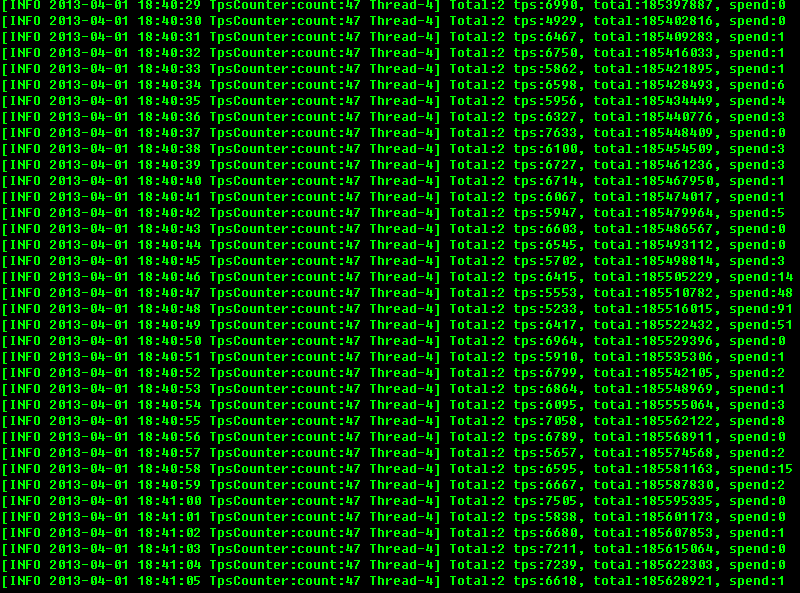 [INFO 2013-04-01 18:40:29 TpsCounter:count:47 Thread-4] Total:2 tps:6990, total:185397887, spend:0
[INFO 2013-04-01 18:40:30 TpsCounter:count:47 Thread-4] Total:2 tps:4929, total:185402816, spend:0
[INFO 2013-04-01 18:40:31 TpsCounter:count:47 Thread-4] Total:2 tps:6467, total:185409283, spend:1
[INFO 2013-04-01 18:40:32 TpsCounter:count:47 Thread-4] Total:2 tps:6750, total:185416033, spend:1
[INFO 2013-04-01 18:40:33 TpsCounter:count:47 Thread-4] Total:2 tps:5862, total:185421895, spend:1
[INFO 2013-04-01 18:40:34 TpsCounter:count:47 Thread-4] Total:2 tps:6598, total:185428493, spend:6
[INFO 2013-04-01 18:40:35 TpsCounter:count:47 Thread-4] Total:2 tps:5956, total:185434449, spend:4
[INFO 2013-04-01 18:40:36 TpsCounter:count:47 Thread-4] Total:2 tps:6327, total:185440776, spend:3
[INFO 2013-04-01 18:40:37 TpsCounter:count:47 Thread-4] Total:2 tps:7633, total:185448409, spend:0
[INFO 2013-04-01 18:40:38 TpsCounter:count:47 Thread-4] Total:2 tps:6100, total:185454509, spend:3
[INFO 2013-04-01 18:40:39 TpsCounter:count:47 Thread-4] Total:2 tps:6727, total:185461236, spend:3
[INFO 2013-04-01 18:40:40 TpsCounter:count:47 Thread-4] Total:2 tps:6714, total:185467950, spend:1
[INFO 2013-04-01 18:40:41 TpsCounter:count:47 Thread-4] Total:2 tps:6067, total:185474017, spend:1
[INFO 2013-04-01 18:40:42 TpsCounter:count:47 Thread-4] Total:2 tps:5947, total:185479964, spend:5
[INFO 2013-04-01 18:40:43 TpsCounter:count:47 Thread-4] Total:2 tps:6603, total:185486567, spend:0
[INFO 2013-04-01 18:40:44 TpsCounter:count:47 Thread-4] Total:2 tps:6545, total:185493112, spend:0
[INFO 2013-04-01 18:40:45 TpsCounter:count:47 Thread-4] Total:2 tps:5702, total:185498814, spend:3
[INFO 2013-04-01 18:40:46 TpsCounter:count:47 Thread-4] Total:2 tps:6415, total:185505229, spend:14
[INFO 2013-04-01 18:40:47 TpsCounter:count:47 Thread-4] Total:2 tps:5553, total:185510782, spend:48
[INFO 2013-04-01 18:40:48 TpsCounter:count:47 Thread-4] Total:2 tps:5233, total:185516015, spend:91
[INFO 2013-04-01 18:40:49 TpsCounter:count:47 Thread-4] Total:2 tps:6417, total:185522432, spend:51
[INFO 2013-04-01 18:40:50 TpsCounter:count:47 Thread-4] Total:2 tps:6964, total:185529396, spend:0
[INFO 2013-04-01 18:40:51 TpsCounter:count:47 Thread-4] Total:2 tps:5910, total:185535306, spend:1
[INFO 2013-04-01 18:40:52 TpsCounter:count:47 Thread-4] Total:2 tps:6799, total:185542105, spend:2
[INFO 2013-04-01 18:40:53 TpsCounter:count:47 Thread-4] Total:2 tps:6864, total:185548969, spend:1
[INFO 2013-04-01 18:40:54 TpsCounter:count:47 Thread-4] Total:2 tps:6095, total:185555064, spend:3
[INFO 2013-04-01 18:40:55 TpsCounter:count:47 Thread-4] Total:2 tps:7058, total:185562122, spend:8
[INFO 2013-04-01 18:40:56 TpsCounter:count:47 Thread-4] Total:2 tps:6789, total:185568911, spend:0
[INFO 2013-04-01 18:40:57 TpsCounter:count:47 Thread-4] Total:2 tps:5657, total:185574568, spend:2
[INFO 2013-04-01 18:40:58 TpsCounter:count:47 Thread-4] Total:2 tps:6595, total:185581163, spend:15
[INFO 2013-04-01 18:40:59 TpsCounter:count:47 Thread-4] Total:2 tps:6667, total:185587830, spend:2
[INFO 2013-04-01 18:41:00 TpsCounter:count:47 Thread-4] Total:2 tps:7505, total:185595335, spend:0
[INFO 2013-04-01 18:41:01 TpsCounter:count:47 Thread-4] Total:2 tps:5838, total:185601173, spend:0
[INFO 2013-04-01 18:41:02 TpsCounter:count:47 Thread-4] Total:2 tps:6680, total:185607853, spend:1
[INFO 2013-04-01 18:41:03 TpsCounter:count:47 Thread-4] Total:2 tps:7211, total:185615064, spend:0
[INFO 2013-04-01 18:41:04 TpsCounter:count:47 Thread-4] Total:2 tps:7239, total:185622303, spend:0
[INFO 2013-04-01 18:41:05 TpsCounter:count:47 Thread-4] Total:2 tps:6618, total:185628921, spend:1